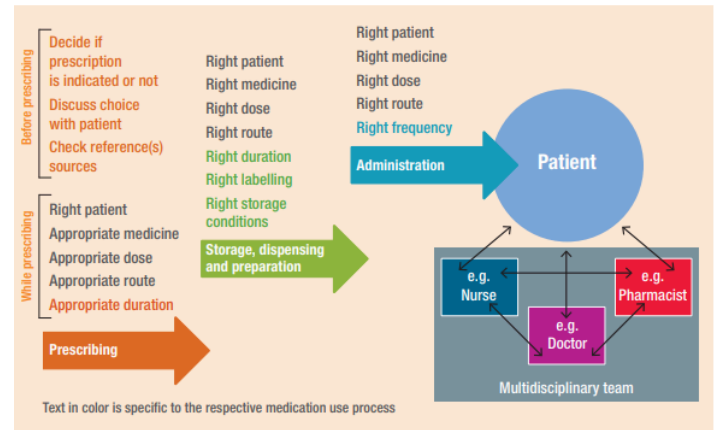 Before prescribing
Decide if
prescription
is indicated or not
Discuss choice
with patient
Check reference(s)
sources
While prescribing
Right patient
Appropriate medicine
Appropriate dose
Appropriate route
Appropriate duration
Prescribing
Right patient
Right medicine
Right dose
Right route
Right duration
Right labelling
Right storage
conditions
Storage, dispensing
and preparation
Right patient
Right medicine
Right dose
Right route
Right frequency
Administration
Patient
e.g.
Nurse
e.g.
Pharmacist
e.g.
Doctor
Multidisciplinary team
Text in color is specific to the respective medication use process